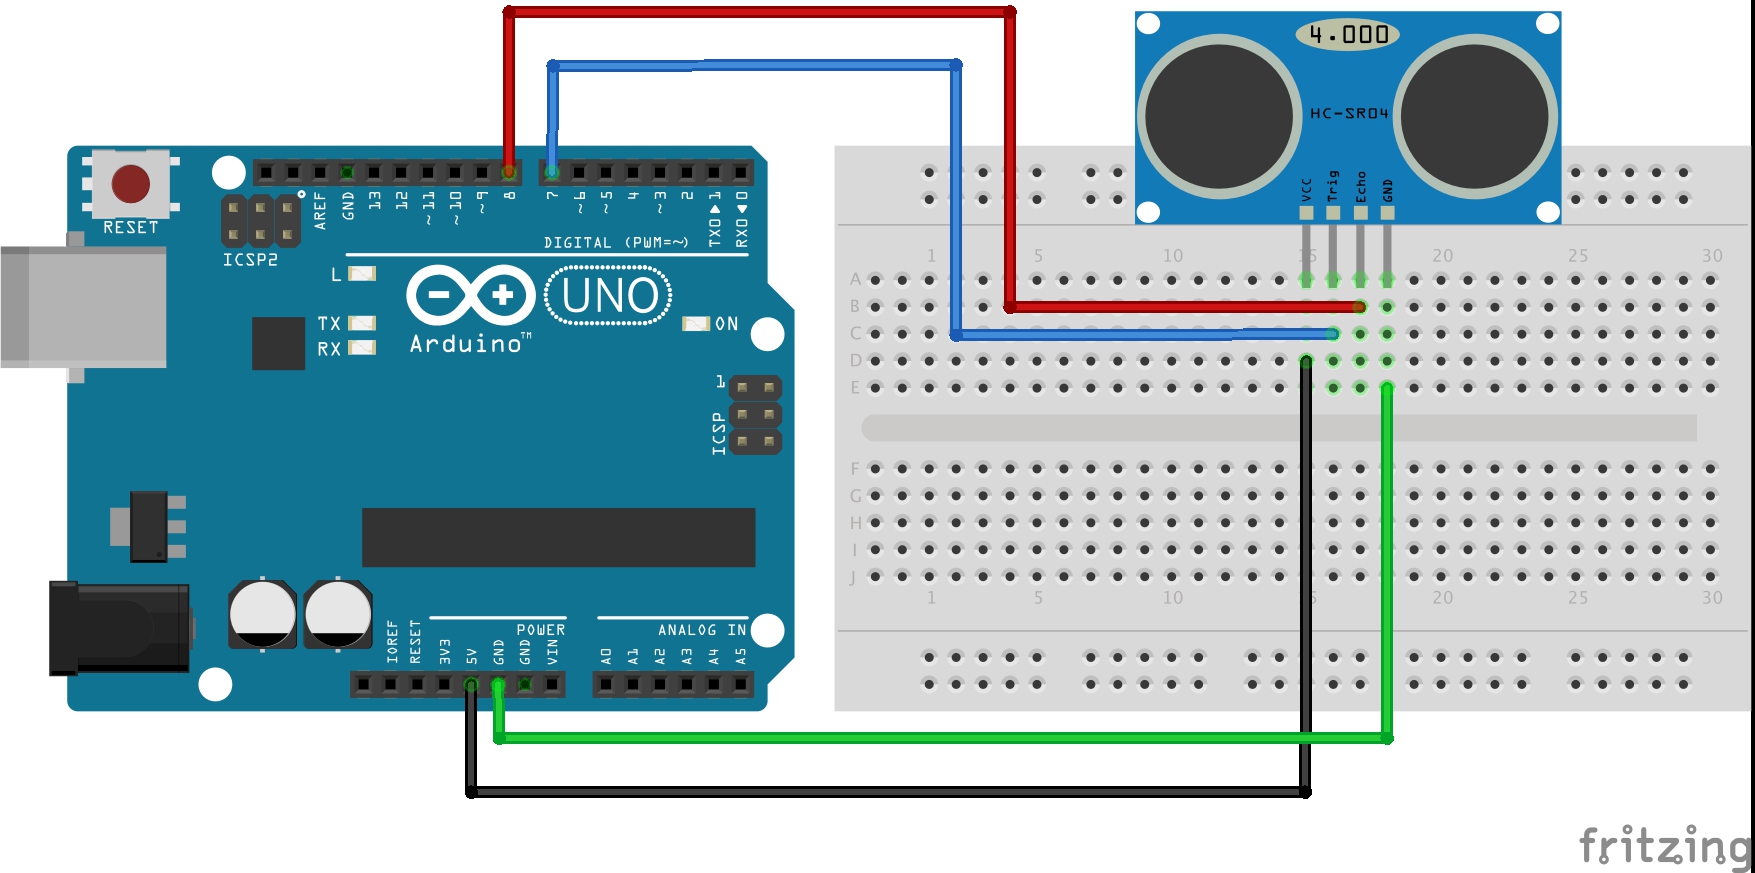 4.000
HC-SR04
VCC
Trig
Echo
GND
RESET
ICSP2
AREF
GND
13
12
~11
~10
~9
8
7
~6
~5
4
~3
2
TX0▶1
RX0◀0
DIGITAL (PWM=~)
L
TX
RX
UNO
Arduino™
ON
1
ICSP
IOREF
RESET
3V3
5V
GND
GND
VIN
POWER
ANALOG IN
A0
A1
A2
A3
A4
A5
1 5 10 15 20 25 30
A
B
C
D
E
F
G
H
I
J
1 5 10 15 20 25 30
fritzing